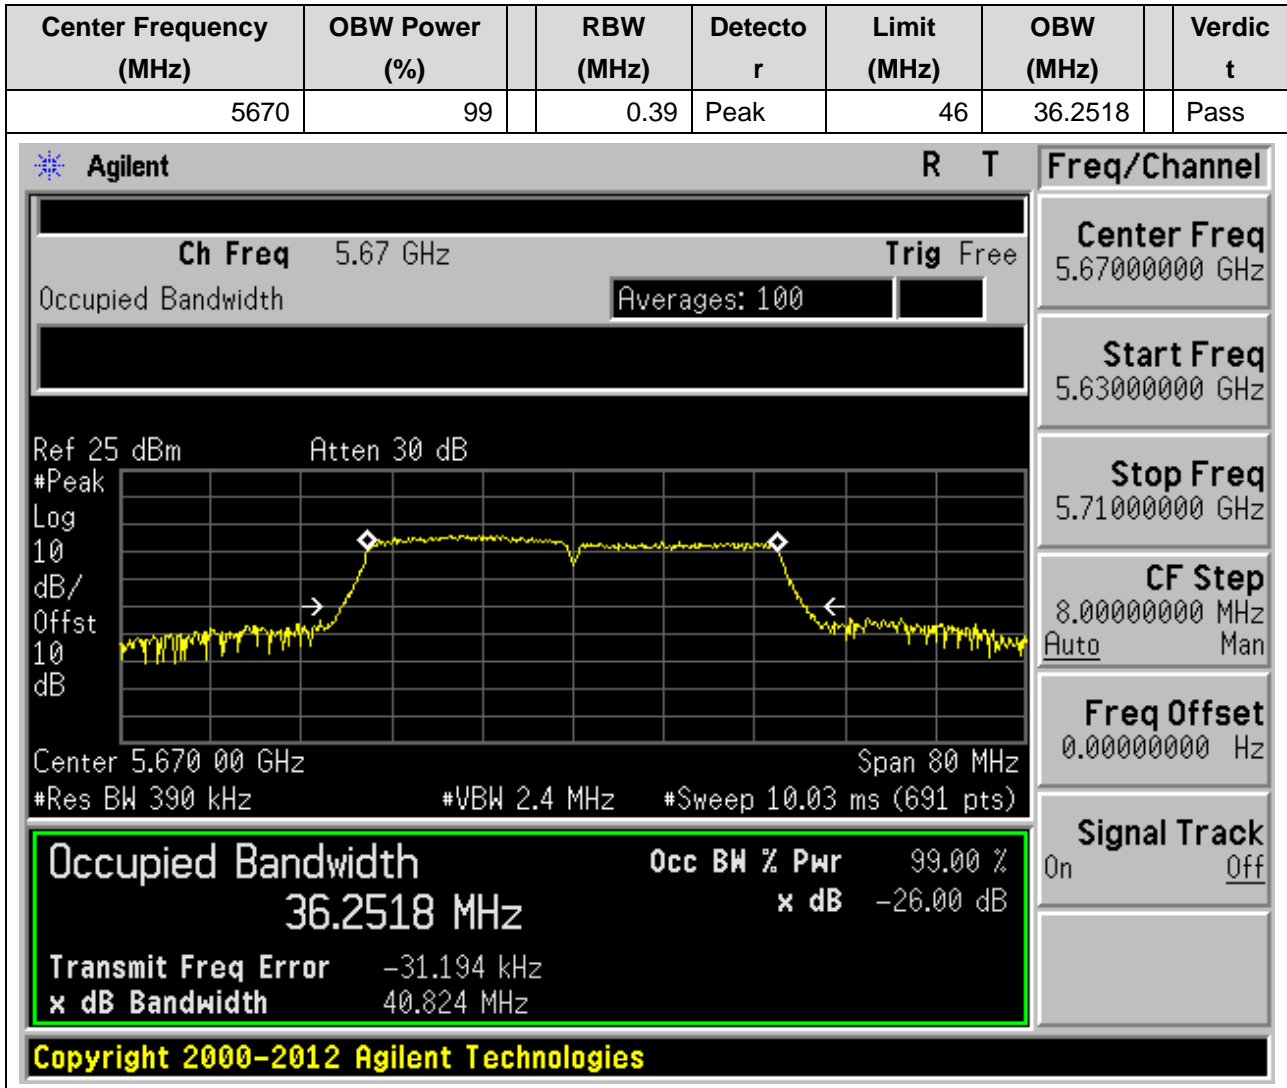 Center Frequency OBW Power RBW Detecto Limit OBW Verdic
(MHz) (%) (MHz) r (MHz) (MHz) t
5670 99 0.39 Peak 46 36.2518 Pass
Agilent R T Freq/Channel
Ch Freq 5.67 GHz Trig Free
Occupied Bandwidth Averages: 100
Center Freq
5.67000000 GHz
Start Freq
5.63000000 GHz
Stop Freq
5.71000000 GHz
CF Step
8.00000000 MHz
Auto Man
Freq Offset
0.00000000 Hz
Signal Track
On Off
Ref 25 dBm Atten 30 dB
#Peak
Log
10
dB/
Offst
10
dB
Center 5.670 00 GHz Span 80 MHz
#Res BW 390 kHz #VBW 2.4 MHz #Sweep 10.03 ms (691 pts)
Occupied Bandwidth Occ BW % Pwr 99.00 %
36.2518 MHz x dB -26.00 dB
Transmit Freq Error -31.194 kHz
x dB Bandwidth 40.824 MHz
Copyright 2000-2012 Agilent Technologies